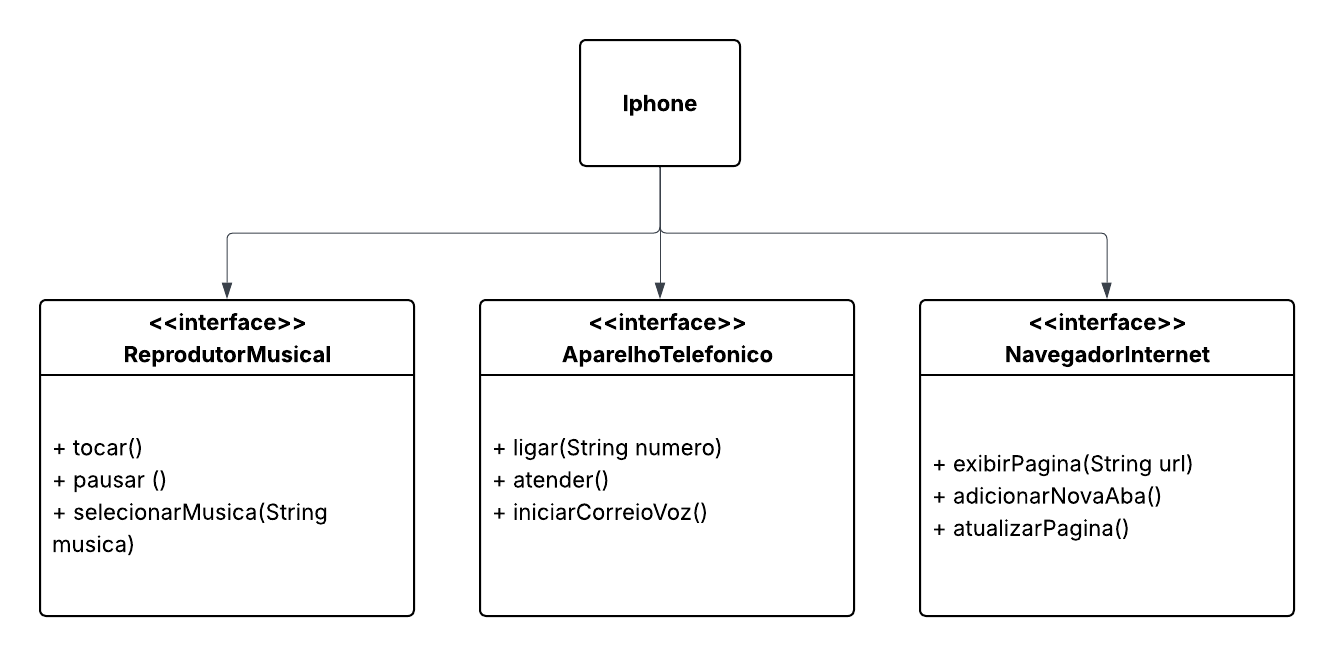 Iphone
<<interface>>
ReprodutorMusical
+ tocar()
+ pausar ()
+ selecionarMusica(String
musica)
<<interface>>
AparelhoTelefonico
+ ligar(String numero)
+ atender()
+ iniciarCorreioVoz()
<<interface>>
NavegadorInternet
+ exibirPagina(String url)
+ adicionarNovaAba()
+ atualizarPagina()